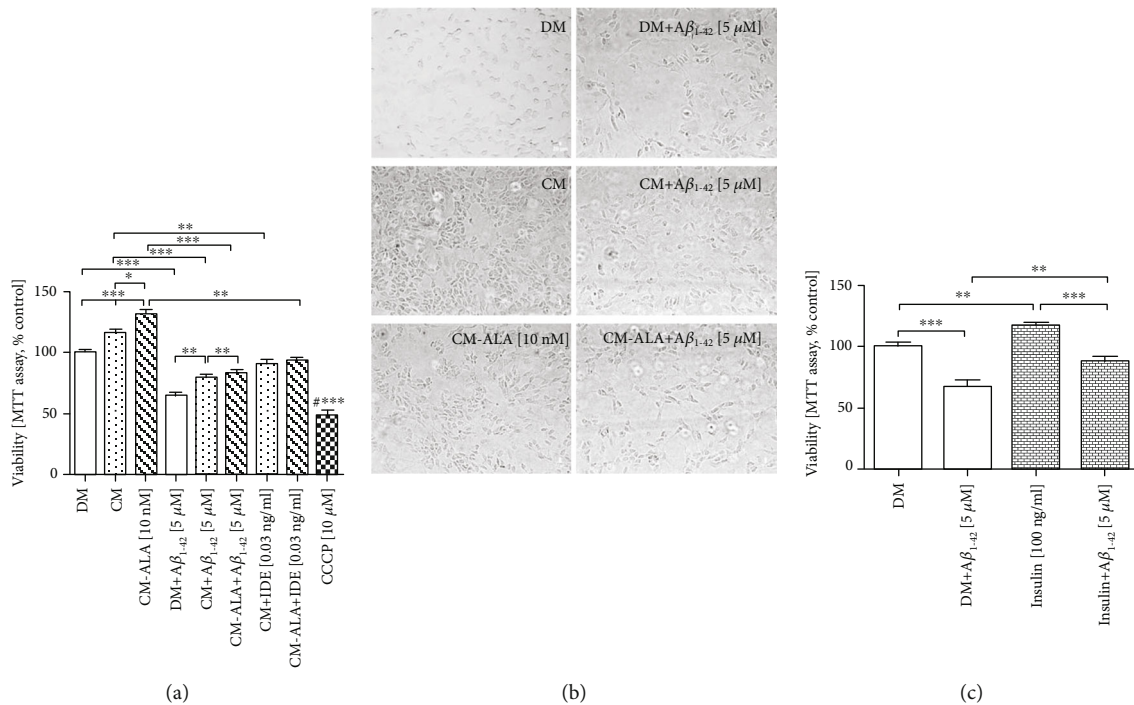 **
***
***
***
*
***
**
**
**
#***
150
100
50
0
Viability [MTT assay, % control]
DM
CM
CM-ALA [10 nM]
DM+Aβ1-42 [5 μM]
CM+Aβ1-42 [5 μM]
CM-ALA+Aβ1-42 [5 μM]
CM+IDE [0.03 ng/ml]
CM-ALA+IDE [0.03 ng/ml]
CCCP [10 μM]
(a)
DM
DM+Aβ1-42 [5 μM]
CM
CM+Aβ1-42 [5 μM]
CM-ALA [10 nM]
CM-ALA+Aβ1-42 [5 μM]
(b)
**
**
***
***
150
100
50
0
Viability [MTT assay, % control]
DM
DM+Aβ1-42 [5 μM]
Insulin [100 ng/ml]
Insulin+Aβ1-42 [5 μM]
(c)